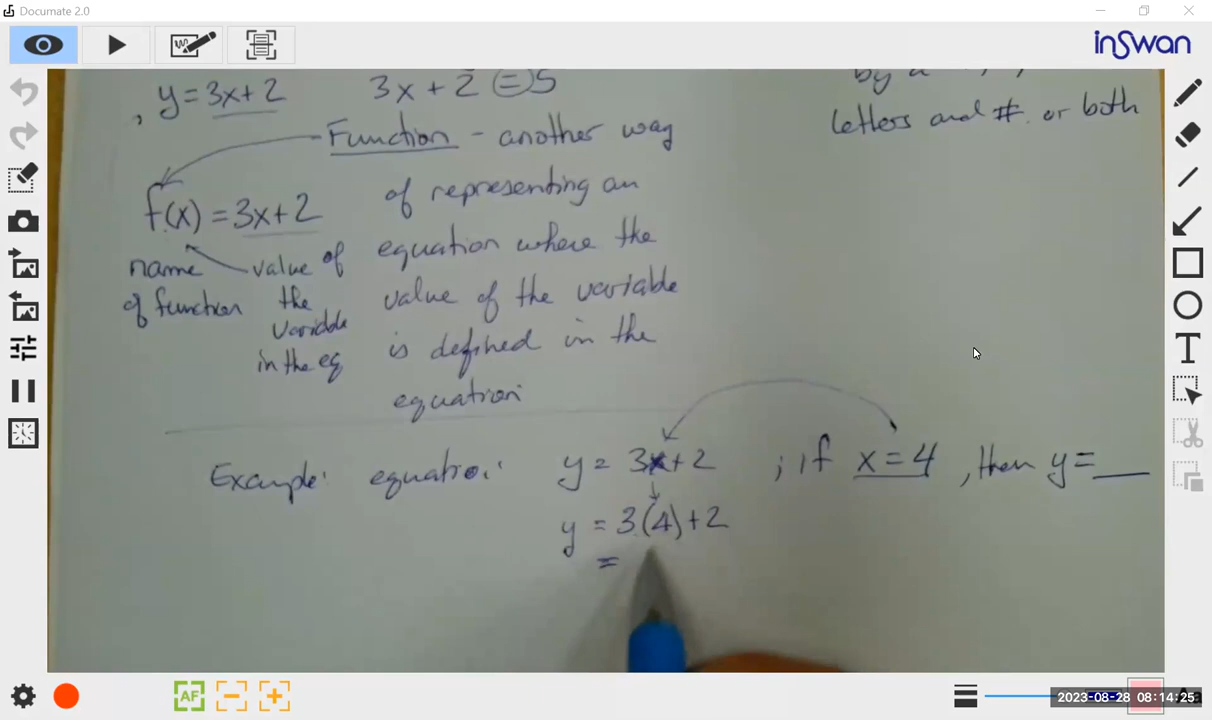 Documate 2.0
inSwan
, y = 3x+2 3x + 2 = 5
by a
letters and #. or both
Function - another way
of representing an
f(x) = 3x+2
equation where the
name value of
of function the
value of the variable
variable
is defined in the
in the eq
equation
Example: equation: y = 3x+2 ; if x = 4 , then y = ___
y = 3(4)+2
=
AF
2023-08-28 08:14:25
T